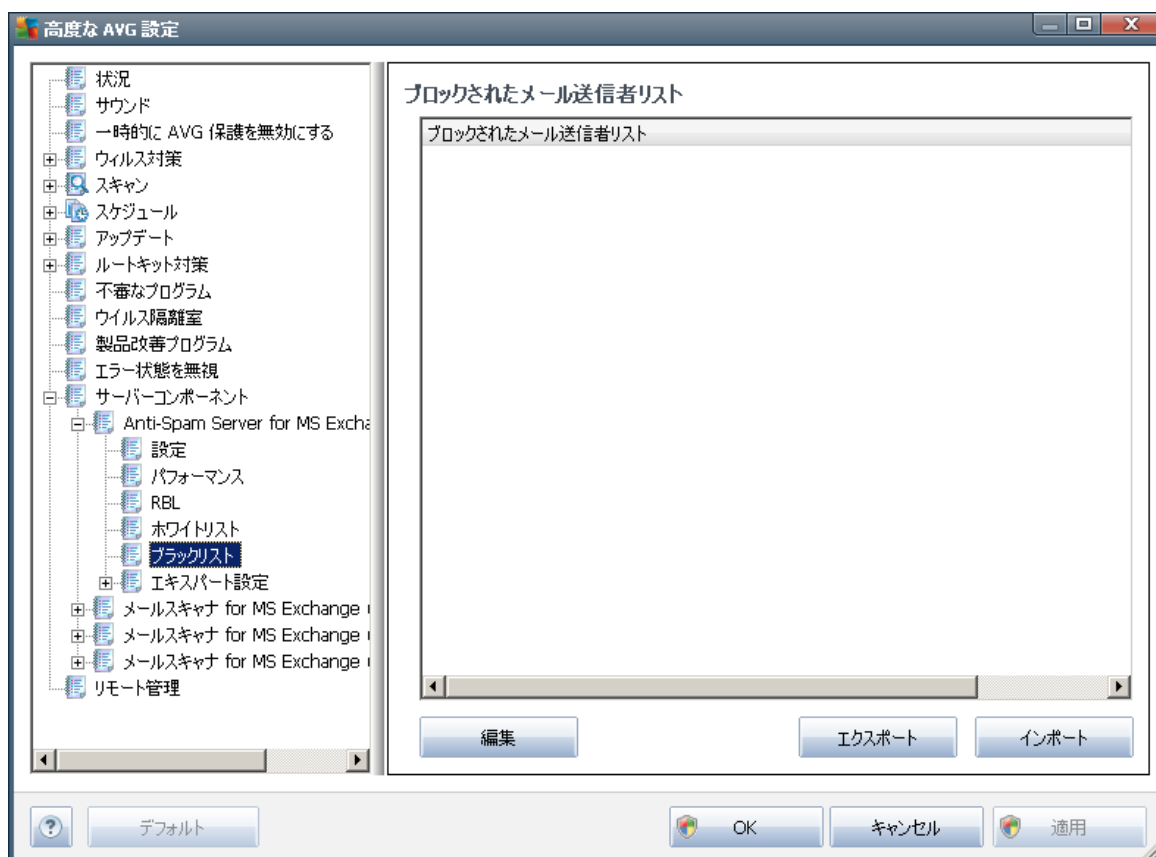 高度な AVG 設定
状況
サウンド
一時的に AVG 保護を無効にする
ウィルス対策
スキャン
スケジュール
アップデート
ルートキット対策
不審なプログラム
ウイルス隔離室
製品改善プログラム
エラー状態を無視
サーバーコンポーネント
Anti-Spam Server for MS Excha
設定
パフォーマンス
RBL
ホワイトリスト
ブラックリスト
エキスパート設定
メールスキャナ for MS Exchange (
メールスキャナ for MS Exchange (
メールスキャナ for MS Exchange (
リモート管理
ブロックされたメール送信者リスト
ブロックされたメール送信者リスト
編集
エクスポート
インポート
?
デフォルト
OK
キャンセル
適用